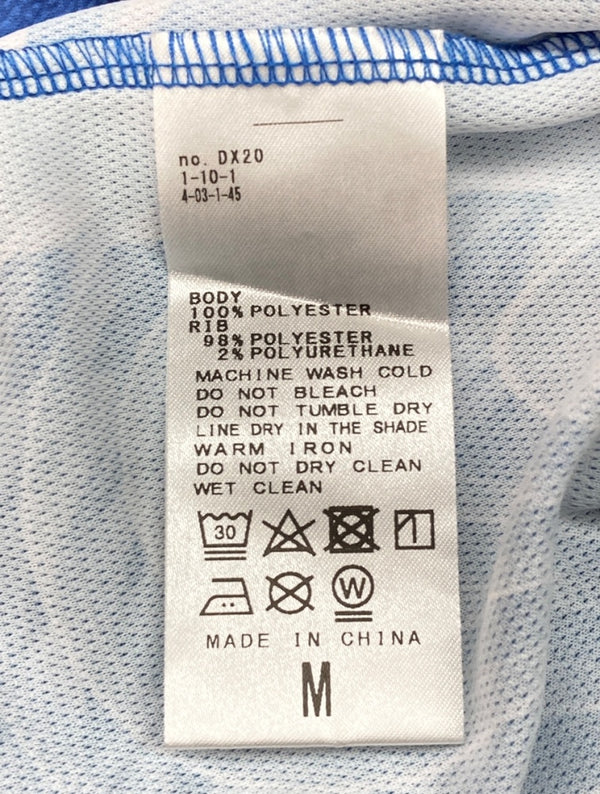 no. DX20
1-10-1
4-03-1-45
BODY
100% POLYESTER
RIB
98% POLYESTER
2% POLYURETHANE
MACHINE WASH COLD
DO NOT BLEACH
DO NOT TUMBLE DRY
LINE DRY IN THE SHADE
WARM IRON
DO NOT DRY CLEAN
WET CLEAN
30
W
MADE IN CHINA
M